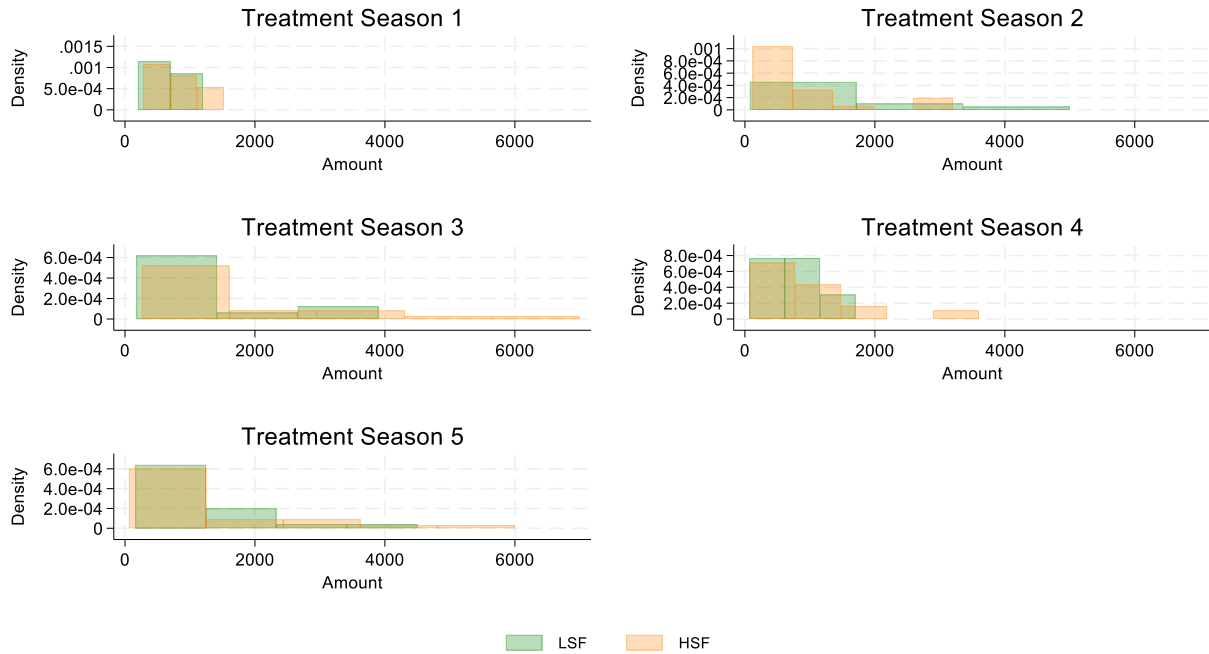 Treatment Season 1
Density
.0015
.001
5.0e-04
0
0 2000 4000 6000
Amount
Treatment Season 2
Density
.001
8.0e-04
6.0e-04
4.0e-04
2.0e-04
0
0 2000 4000 6000
Amount
Treatment Season 3
Density
6.0e-04
4.0e-04
2.0e-04
0
0 2000 4000 6000
Amount
Treatment Season 4
Density
8.0e-04
6.0e-04
4.0e-04
2.0e-04
0
0 2000 4000 6000
Amount
Treatment Season 5
Density
6.0e-04
4.0e-04
2.0e-04
0
0 2000 4000 6000
Amount
LSF HSF